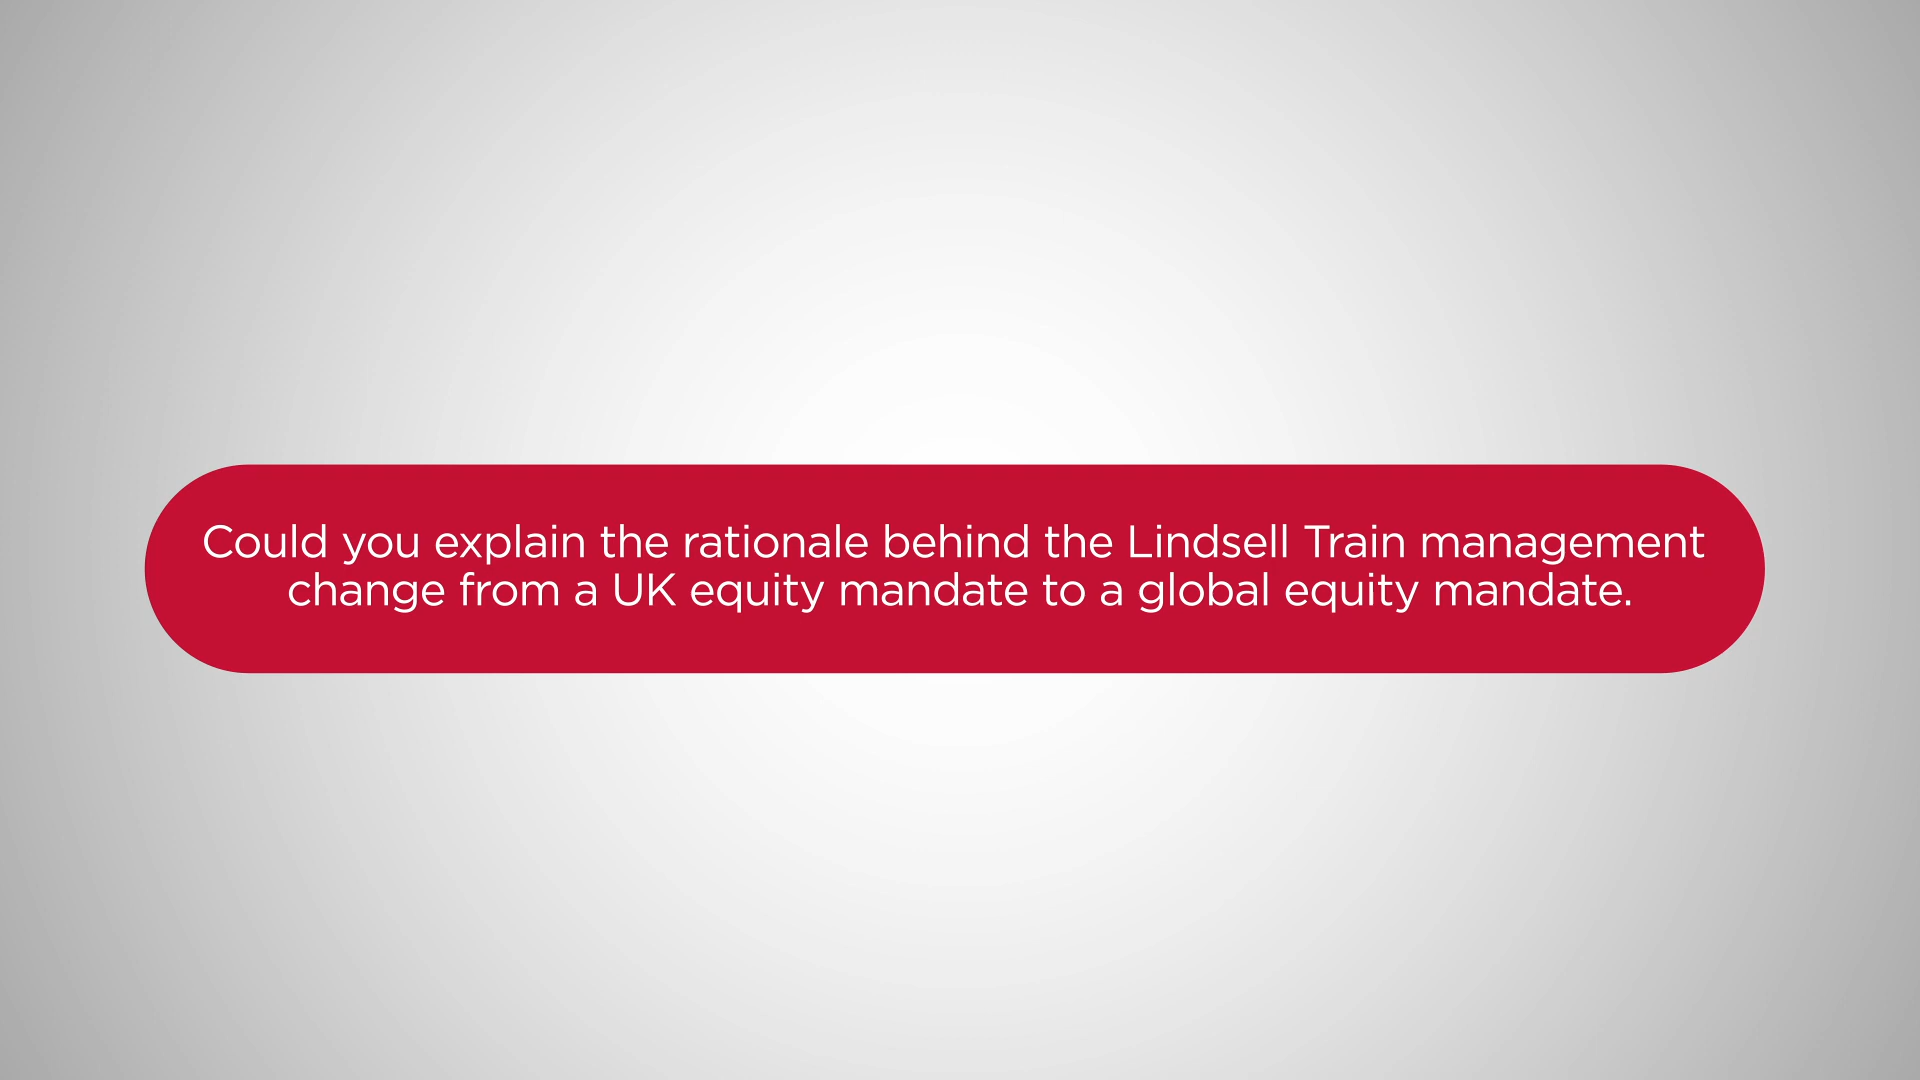 Could you explain the rationale behind the Lindsell Train management
change from a UK equity mandate to a global equity mandate.